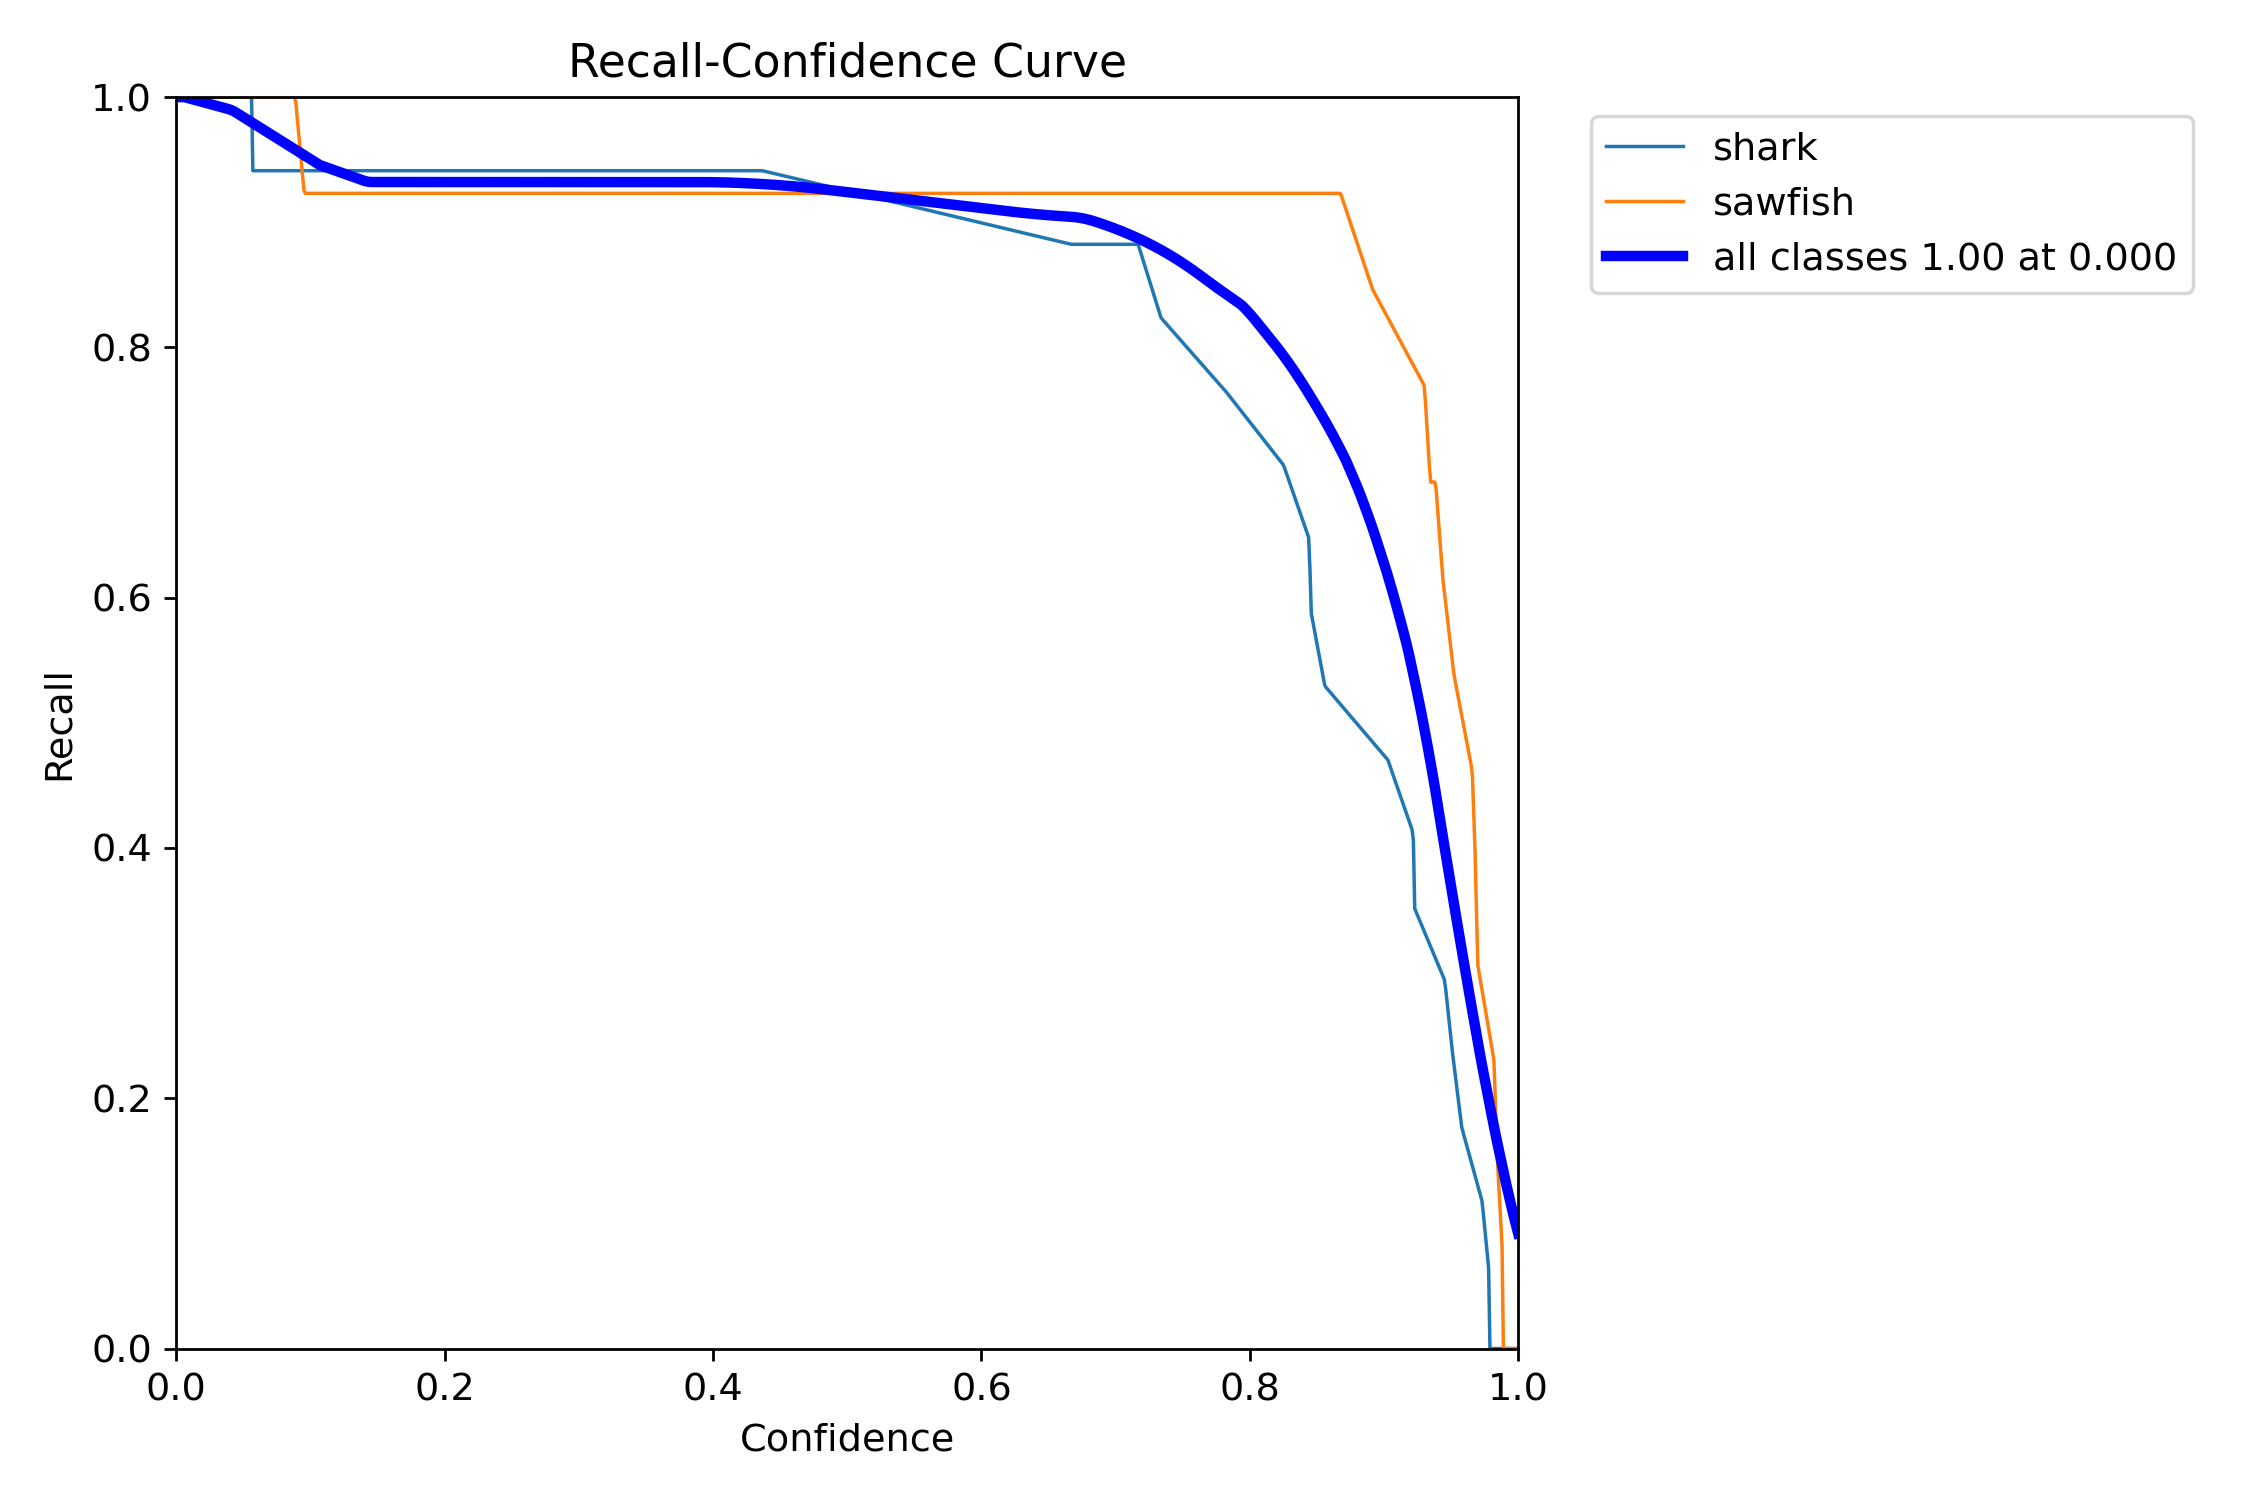 Recall-Confidence Curve
1.0
0.8
0.6
0.4
0.2
0.0
Recall
0.0 0.2 0.4 0.6 0.8 1.0
Confidence
shark
sawfish
all classes 1.00 at 0.000